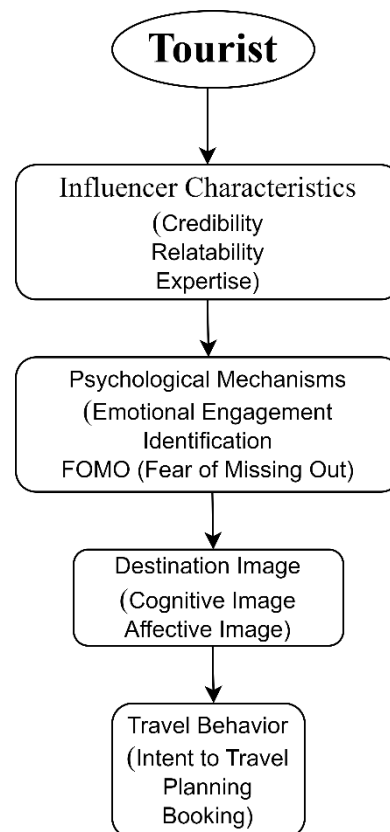 Tourist
Influencer Characteristics
(Credibility
Relatability
Expertise)
Psychological Mechanisms
(Emotional Engagement
Identification
FOMO (Fear of Missing Out)
Destination Image
(Cognitive Image
Affective Image)
Travel Behavior
(Intent to Travel
Planning
Booking)